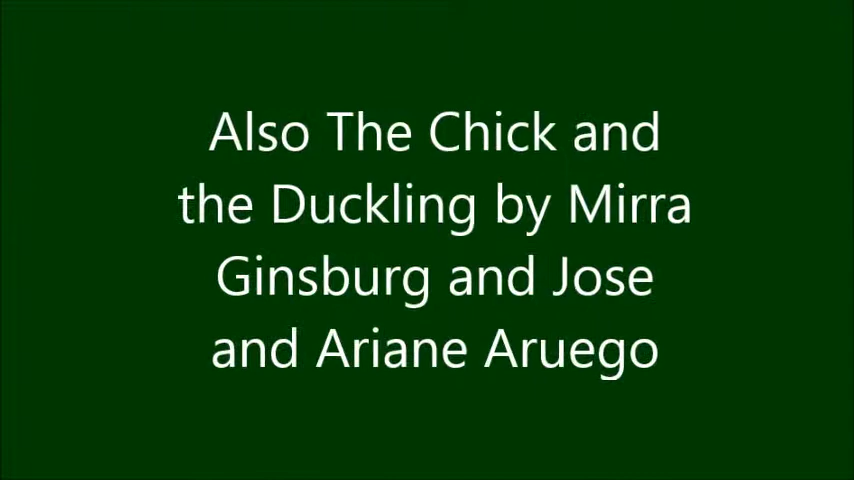 Also The Chick and
the Duckling by Mirra
Ginsburg and Jose
and Ariane Aruego